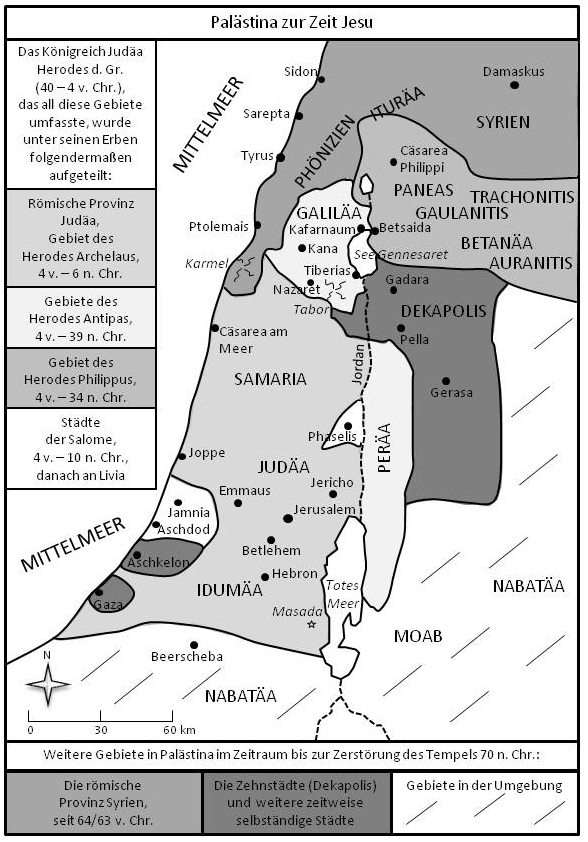 Palästina zur Zeit Jesu
Das Königreich Judäa
Herodes d. Gr.
(40 – 4 v. Chr.),
das all diese Gebiete
umfasste, wurde
unter seinen Erben
folgendermaßen
aufgeteilt:
Römische Provinz
Judäa,
Gebiet des
Herodes Archelaus,
4 v. – 6 n. Chr.
Gebiete des
Herodes Antipas,
4 v. – 39 n. Chr.
Gebiet des
Herodes Philippus,
4 v. – 34 n. Chr.
Städte
der Salome,
4 v. – 10 n. Chr.,
danach an Livia
MITTELMEER
Sidon
Damaskus
Sarepta
ITURÄA
SYRIEN
PHÖNIZIEN
Tyrus
Cäsarea
Philippi
PANEAS
TRACHONITIS
GALILÄA
GAULANITIS
Ptolemais
Kafarnaum
Betsaida
Kana
BETANÄA
See Gennesaret
AURANITIS
Karmel
Tiberias
Nazaret
Gadara
Tabor
DEKAPOLIS
Cäsarea am
Meer
Pella
Jordan
SAMARIA
Gerasa
Phaselis
PERÄA
Joppe
JUDÄA
Emmaus
Jericho
Jamnia
Jerusalem
Aschdod
MITTELMEER
Betlehem
Aschkelon
Hebron
Totes
Meer
NABATÄA
IDUMÄA
Gaza
Masada
MOAB
Beerscheba
N
NABATÄA
0 30 60 km
Weitere Gebiete in Palästina im Zeitraum bis zur Zerstörung des Tempels 70 n. Chr.:
Die römische
Provinz Syrien,
seit 64/63 v. Chr.
Die Zehnstädte (Dekapolis)
und weitere zeitweise
selbständige Städte
Gebiete in der Umgebung